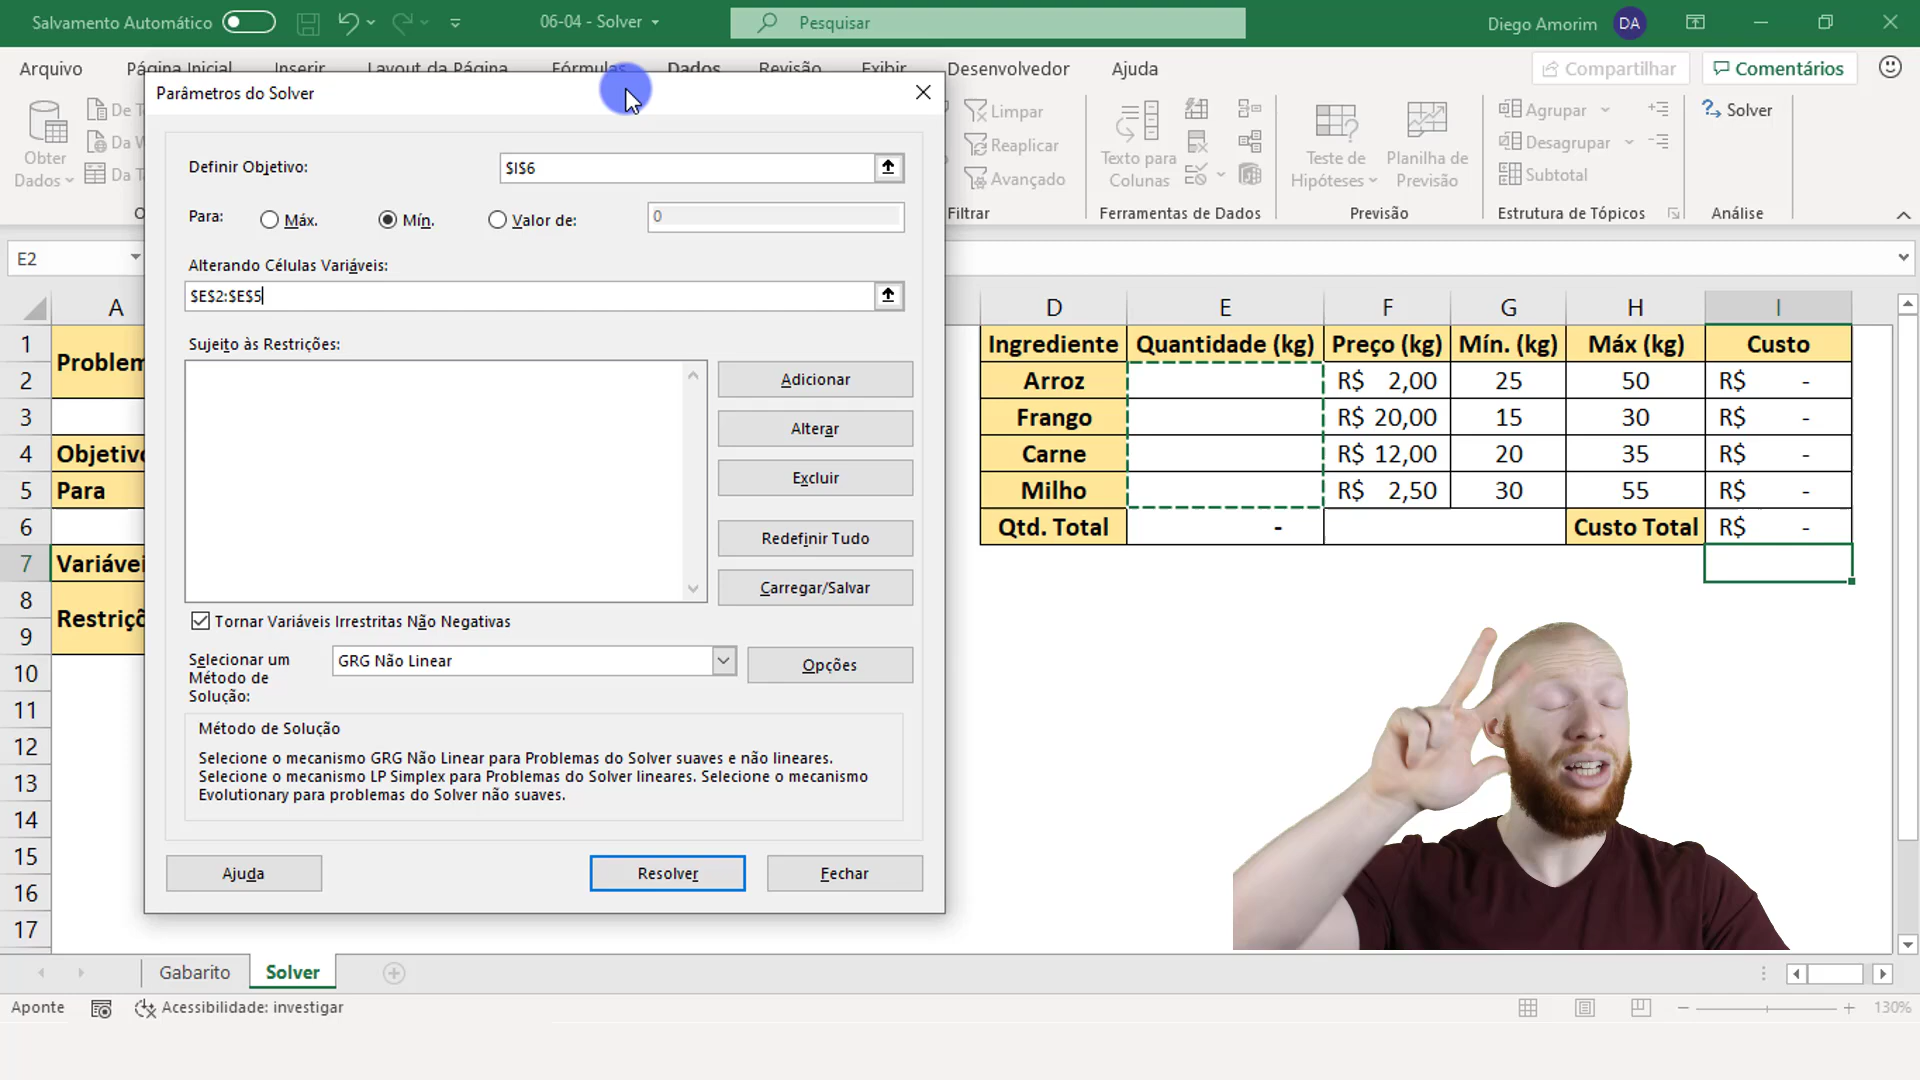 Salvamento Automático
06-04 - Solver
Pesquisar
Diego Amorim
DA
Arquivo
Página Inicial
Inserir
Layout da Página
Fórmulas
Dados
Revisão
Exibir
Desenvolvedor
Ajuda
Compartilhar
Comentários
Obter
Dados
De Te
Da W
Da Ta
Limpar
Reaplicar
Avançado
Filtrar
Texto para
Colunas
Ferramentas de Dados
Teste de
Hipóteses
Planilha de
Previsão
Previsão
Agrupar
Desagrupar
Subtotal
Estrutura de Tópicos
Solver
Análise
E2
Parâmetros do Solver
Definir Objetivo:
$I$6
Para:
Máx.
Mín.
Valor de:
0
Alterando Células Variáveis:
$E$2:$E$5
Sujeito às Restrições:
Adicionar
Alterar
Excluir
Redefinir Tudo
Carregar/Salvar
Tornar Variáveis Irrestritas Não Negativas
Selecionar um
Método de
Solução:
GRG Não Linear
Opções
Método de Solução
Selecione o mecanismo GRG Não Linear para Problemas do Solver suaves e não lineares.
Selecione o mecanismo LP Simplex para Problemas do Solver lineares. Selecione o mecanismo
Evolutionary para problemas do Solver não suaves.
Ajuda
Resolver
Fechar
A D E F G H I
1 Ingrediente Quantidade (kg) Preço (kg) Mín. (kg) Máx (kg) Custo
Problem
2 Arroz R$ 2,00 25 50 R$ -
3 Frango R$ 20,00 15 30 R$ -
4 Objetivo Carne R$ 12,00 20 35 R$ -
5 Para Milho R$ 2,50 30 55 R$ -
6 Qtd. Total - Custo Total R$ -
7 Variávei
8
Restriçõ
9
10
11
12
13
14
15
16
17
Gabarito
Solver
Aponte
Acessibilidade: investigar
130%